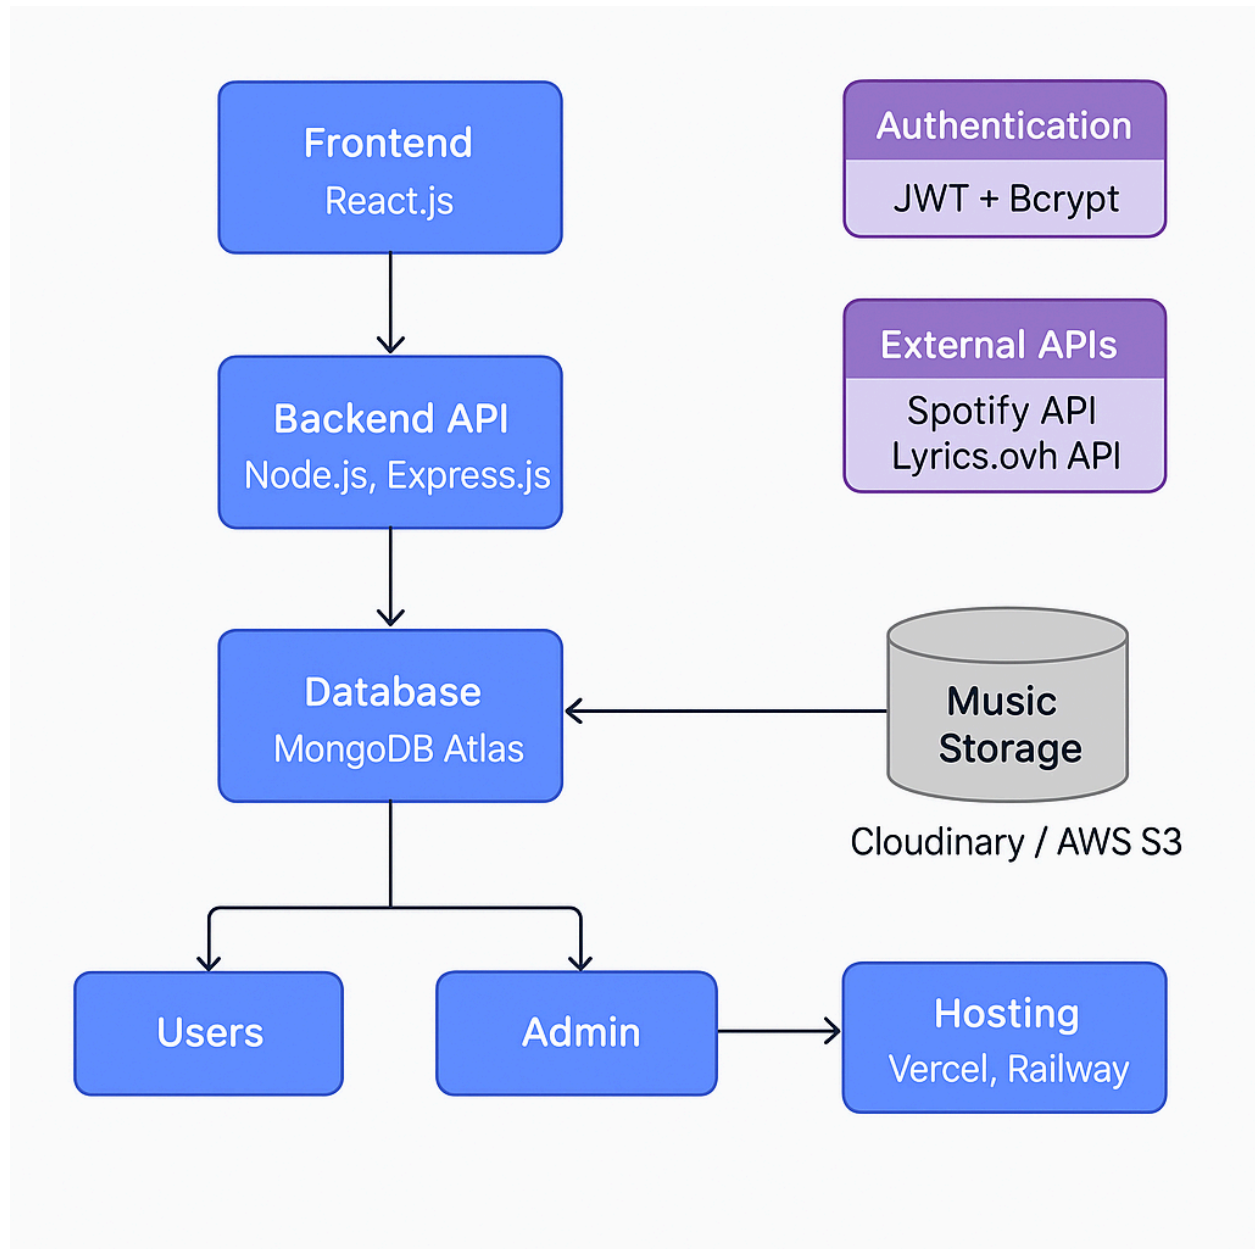 Frontend
React.js
Authentication
JWT + Bcrypt
Backend API
Node.js, Express.js
External APIs
Spotify API
Lyrics.ovh API
Database
MongoDB Atlas
Music
Storage
Cloudinary / AWS S3
Users
Admin
Hosting
Vercel, Railway